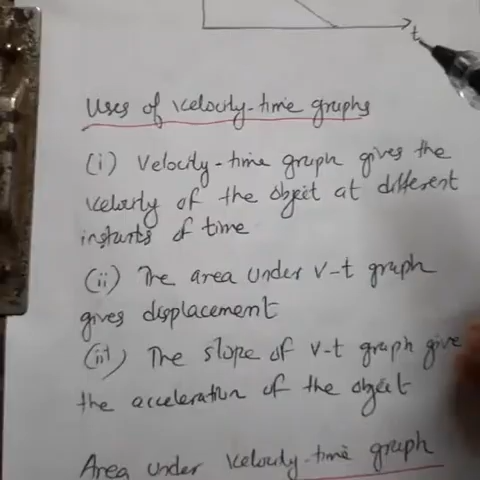 t
Uses of velocity-time graphs
(i) Velocity-time graph gives the
velocity of the object at different
instants of time
(ii) The area under v-t graph
gives displacement
(iii) The slope of v-t graph give
the acceleration of the object
Area under velocity-time graph